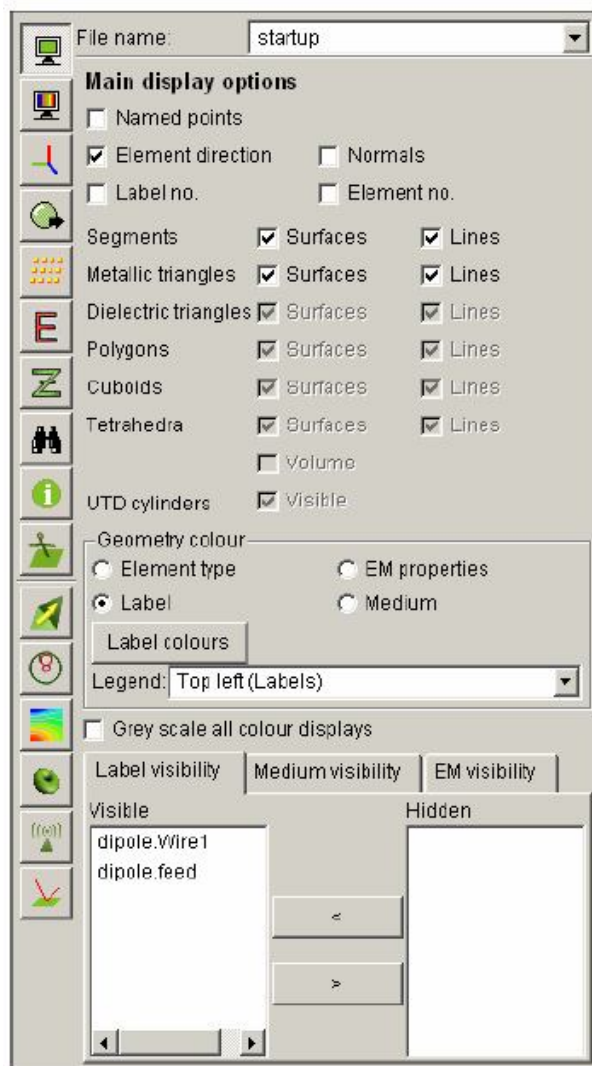 File name: startup
Main display options
Named points
Element direction Normals
Label no. Element no.
Segments Surfaces Lines
Metallic triangles Surfaces Lines
Dielectric triangles Surfaces Lines
Polygons Surfaces Lines
Cuboids Surfaces Lines
Tetrahedra Surfaces Lines
Volume
UTD cylinders Visible
Geometry colour
Element type EM properties
Label Medium
Label colours
Legend: Top left (Labels)
Grey scale all colour displays
Label visibility Medium visibility EM visibility
Visible Hidden
dipole.Wire1
dipole.feed
<
>